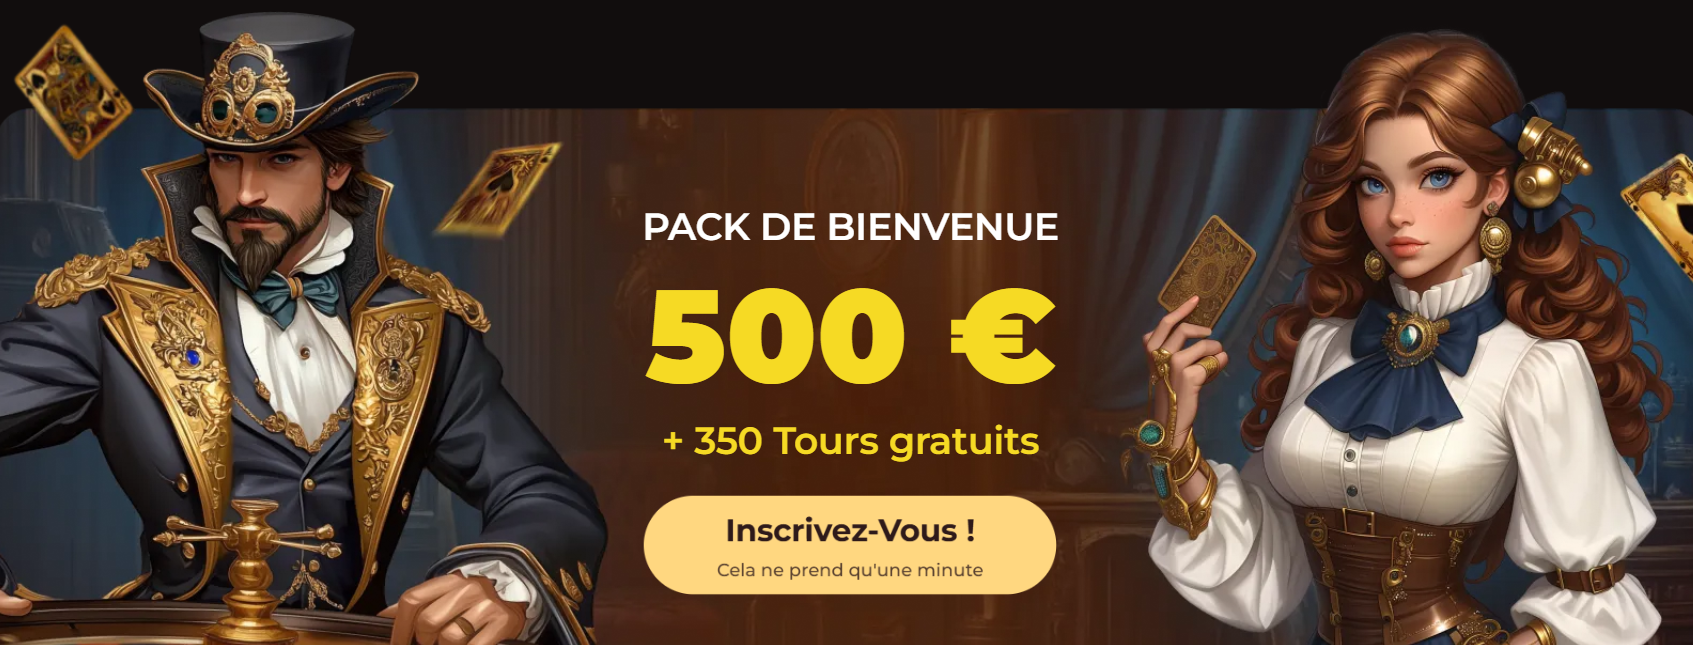 PACK DE BIENVENUE
500 €
+ 350 Tours gratuits
Inscrivez-Vous !
Cela ne prend qu'une minute